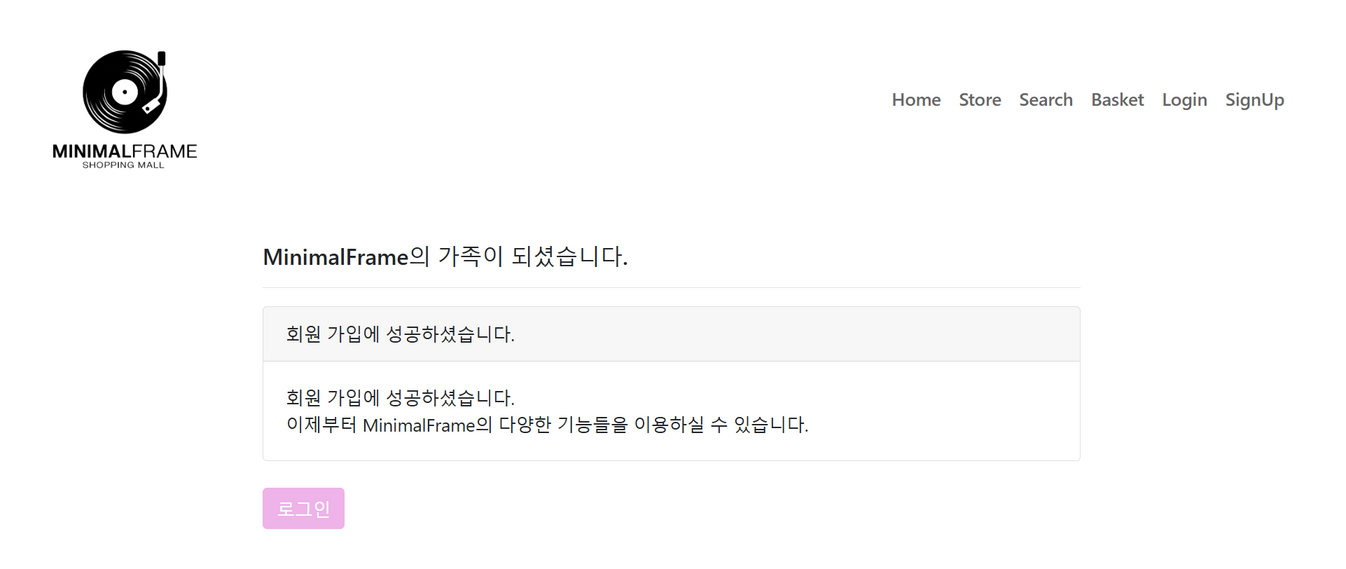 MINIMALFRAME
SHOPPING MALL
Home Store Search Basket Login SignUp
MinimalFrame의 가족이 되셨습니다.
회원 가입에 성공하셨습니다.
회원 가입에 성공하셨습니다.
이제부터 MinimalFrame의 다양한 기능들을 이용하실 수 있습니다.
로그인